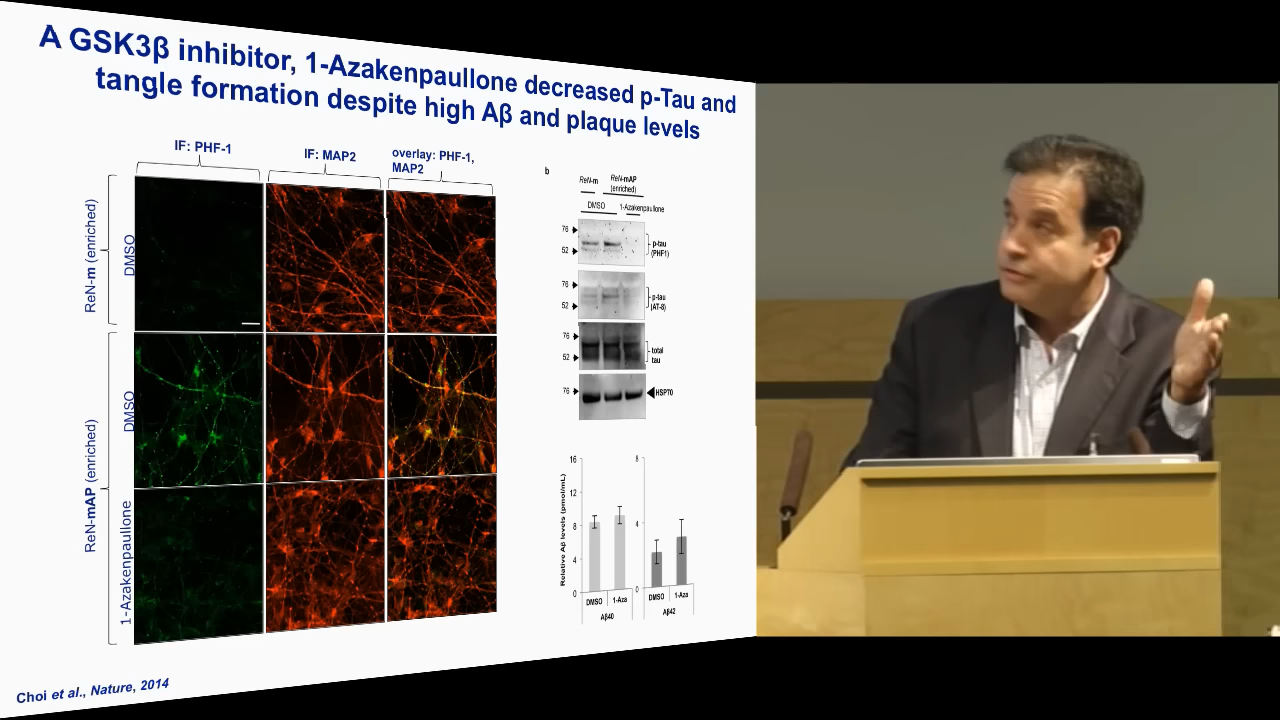 A GSK3β inhibitor, 1-Azakenpaullone decreased p-Tau and
tangle formation despite high Aβ and plaque levels
IF: PHF-1
IF: MAP2
overlay: PHF-1,
MAP2
ReN-m (enriched)
DMSO
ReN-mAP (enriched)
DMSO
1-Azakenpaullone
b
ReN-m
ReN-mAP
(enriched)
DMSO
1-Azakenpaullone
76
52
p-tau
(PHF1)
76
52
p-tau
(AT-8)
76
52
total
tau
76
HSP70
Relative Aβ levels (pmol/mL)
16
12
8
4
0
DMSO
1-Aza
Aβ40
8
4
0
DMSO
1-Aza
Aβ42
Choi et al., Nature, 2014